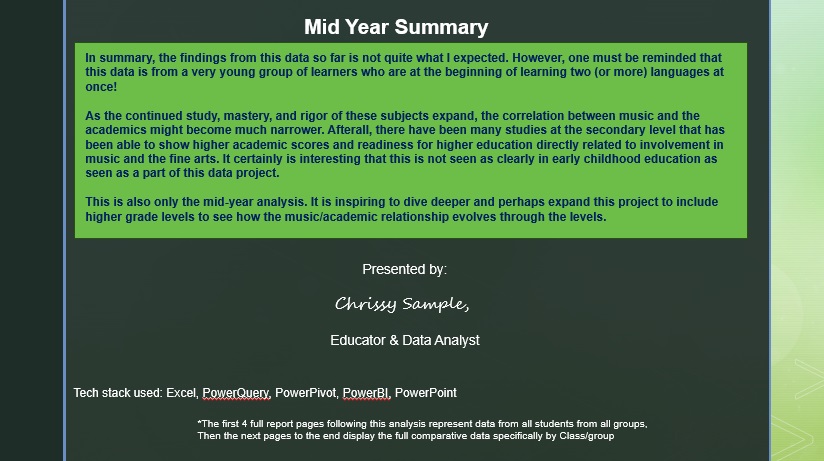 Mid Year Summary
In summary, the findings from this data so far is not quite what I expected. However, one must be reminded that
this data is from a very young group of learners who are at the beginning of learning two (or more) languages at
once!
As the continued study, mastery, and rigor of these subjects expand, the correlation between music and the
academics might become much narrower. Afterall, there have been many studies at the secondary level that has
been able to show higher academic scores and readiness for higher education directly related to involvement in
music and the fine arts. It certainly is interesting that this is not seen as clearly in early childhood education as
seen as a part of this data project.
This is also only the mid-year analysis. It is inspiring to dive deeper and perhaps expand this project to include
higher grade levels to see how the music/academic relationship evolves through the levels.
Presented by:
Chrissy Sample,
Educator & Data Analyst
Tech stack used: Excel, PowerQuery, PowerPivot, PowerBI, PowerPoint
*The first 4 full report pages following this analysis represent data from all students from all groups,
Then the next pages to the end display the full comparative data specifically by Class/group